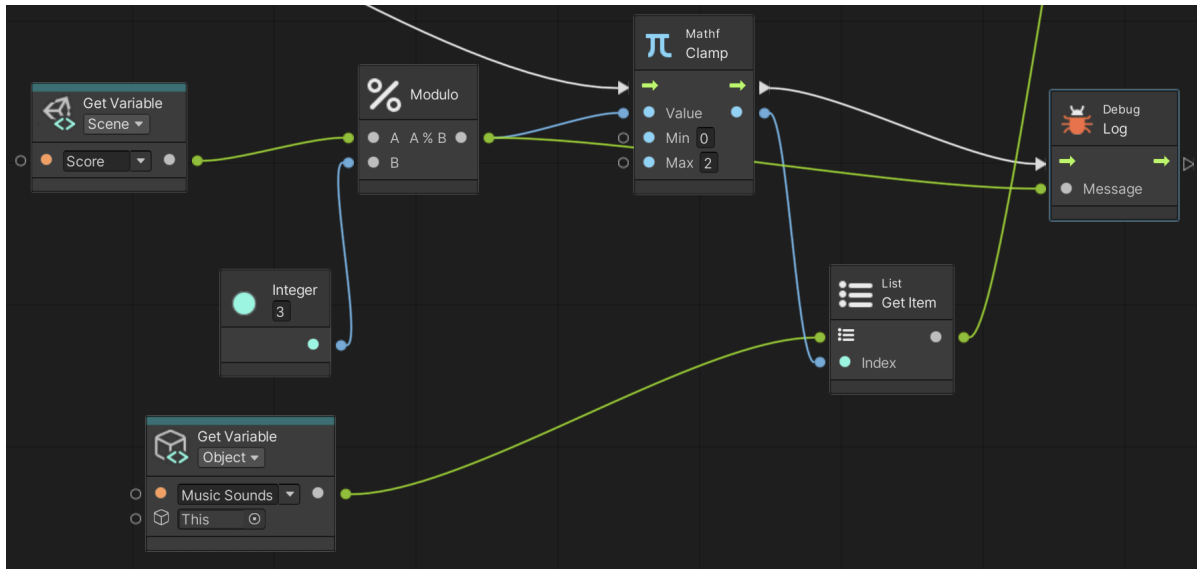 Get Variable
Scene
Score
Modulo
A A % B
B
Mathf
Clamp
Value
Min 0
Max 2
Debug
Log
Message
Integer
3
List
Get Item
Index
Get Variable
Object
Music Sounds
This